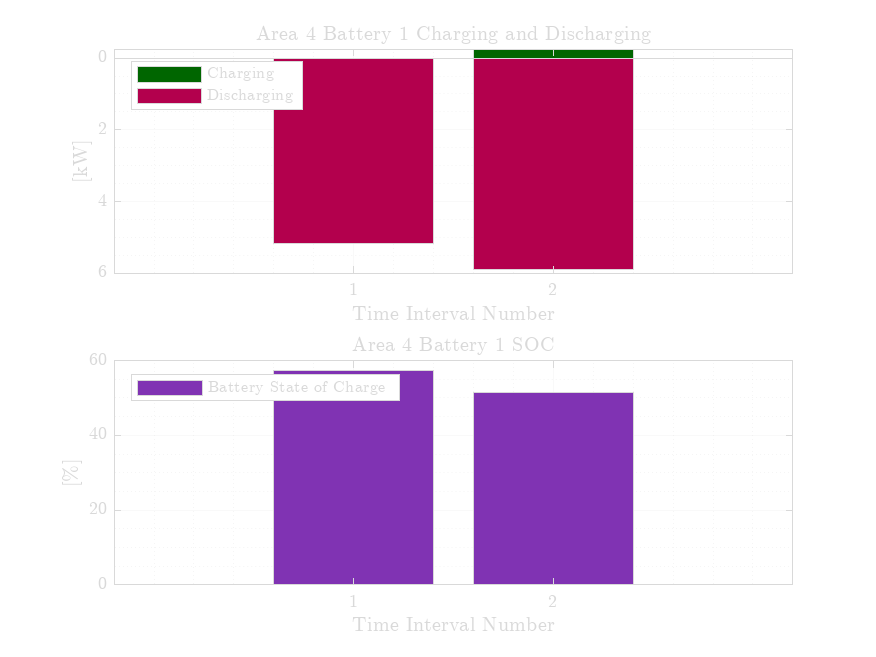 Area 4 Battery 1 Charging and Discharging
0
Charging
Discharging
2
[kW]
4
6
1 2
Time Interval Number
Area 4 Battery 1 SOC
60
Battery State of Charge
40
[%]
20
0
1 2
Time Interval Number